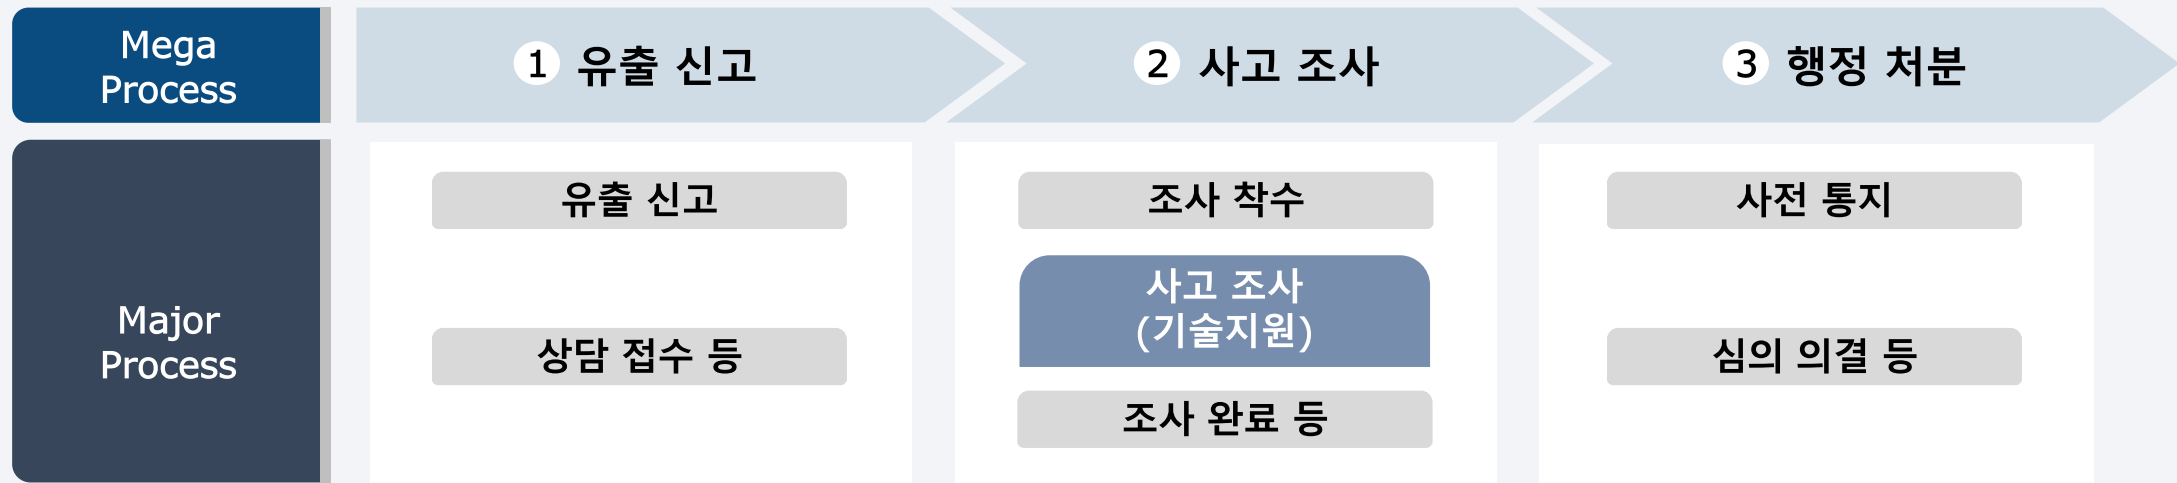 Mega
Process
1 유출 신고
2 사고 조사
3 행정 처분
Major
Process
유출 신고
상담 접수 등
조사 착수
사고 조사
(기술지원)
조사 완료 등
사전 통지
심의 의결 등